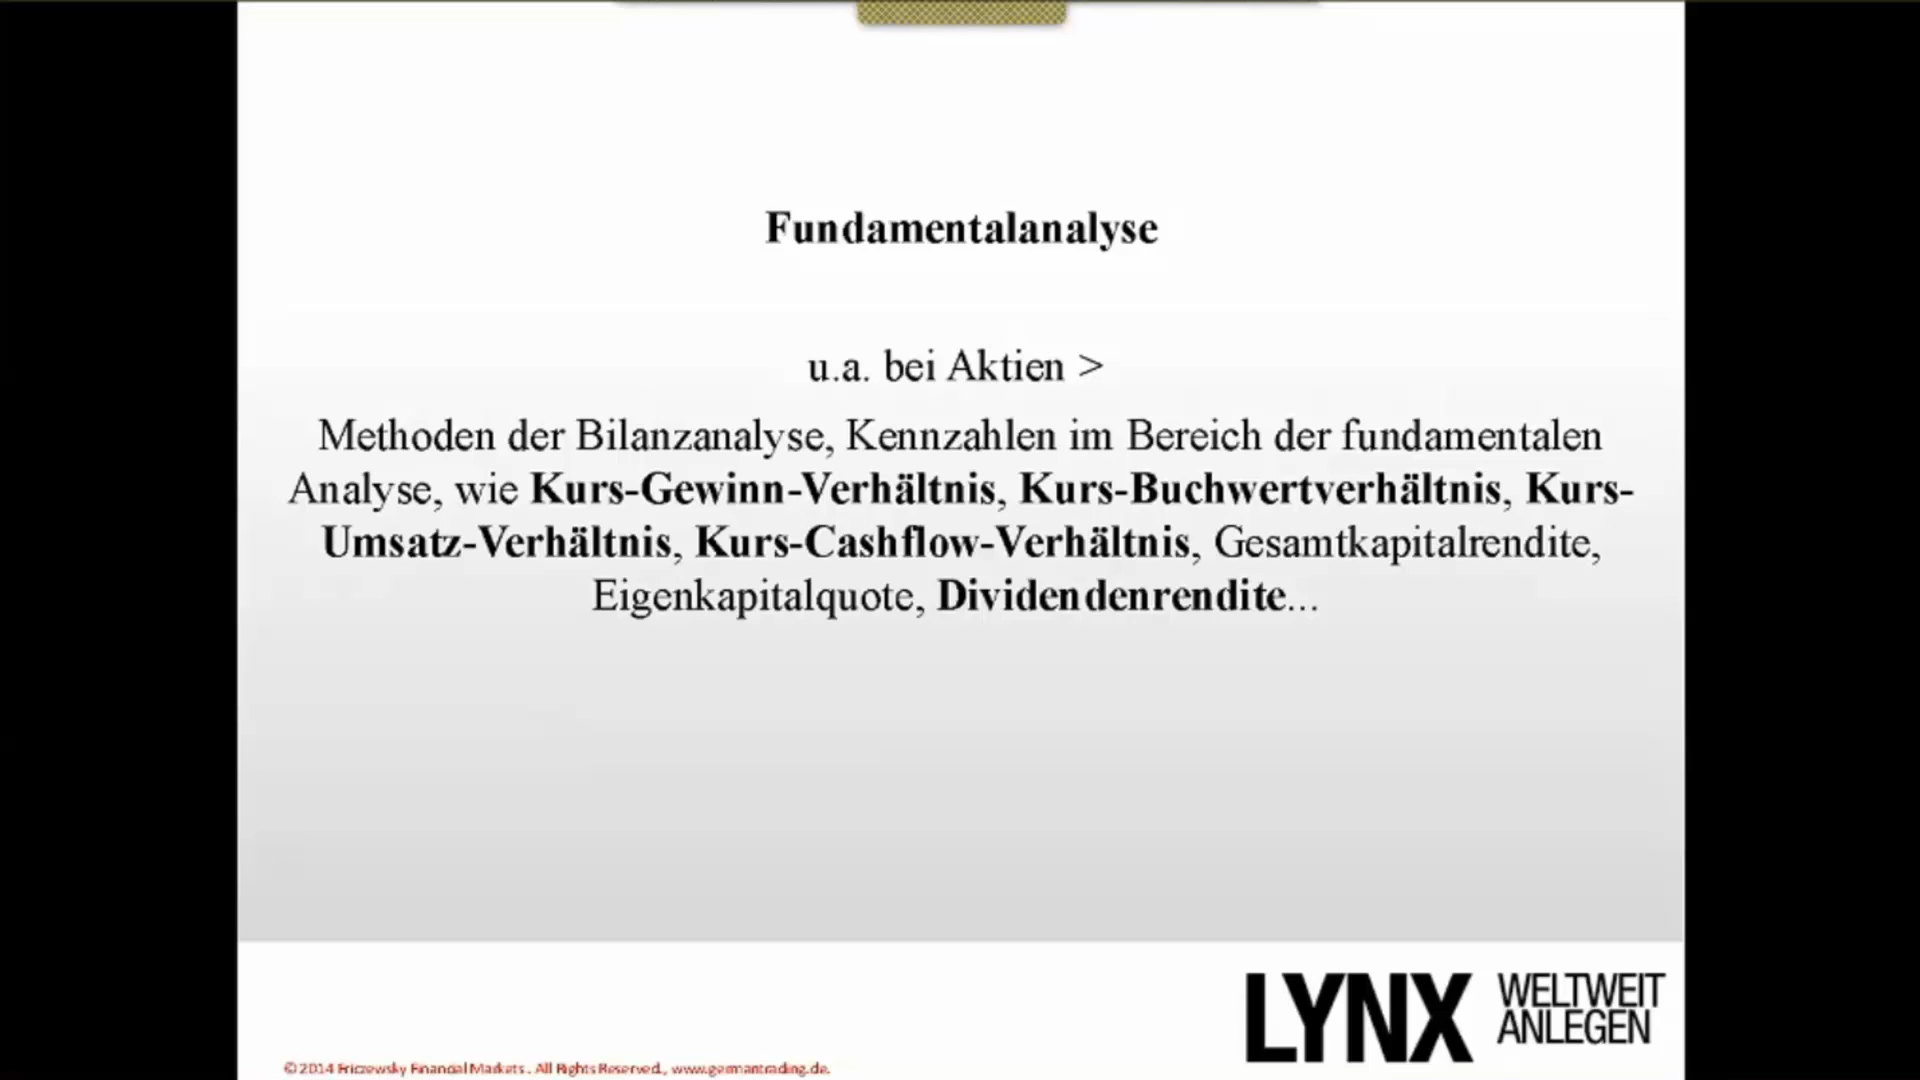 Fundamentalanalyse
u.a. bei Aktien >
Methoden der Bilanzanalyse, Kennzahlen im Bereich der fundamentalen
Analyse, wie Kurs-Gewinn-Verhältnis, Kurs-Buchwertverhältnis, Kurs-
Umsatz-Verhältnis, Kurs-Cashflow-Verhältnis, Gesamtkapitalrendite,
Eigenkapitalquote, Dividendenrendite...
LYNX WELTWEIT
ANLEGEN
© 2014 Friczewsky Financial Markets. All Rights Reserved., www.germantrading.de.